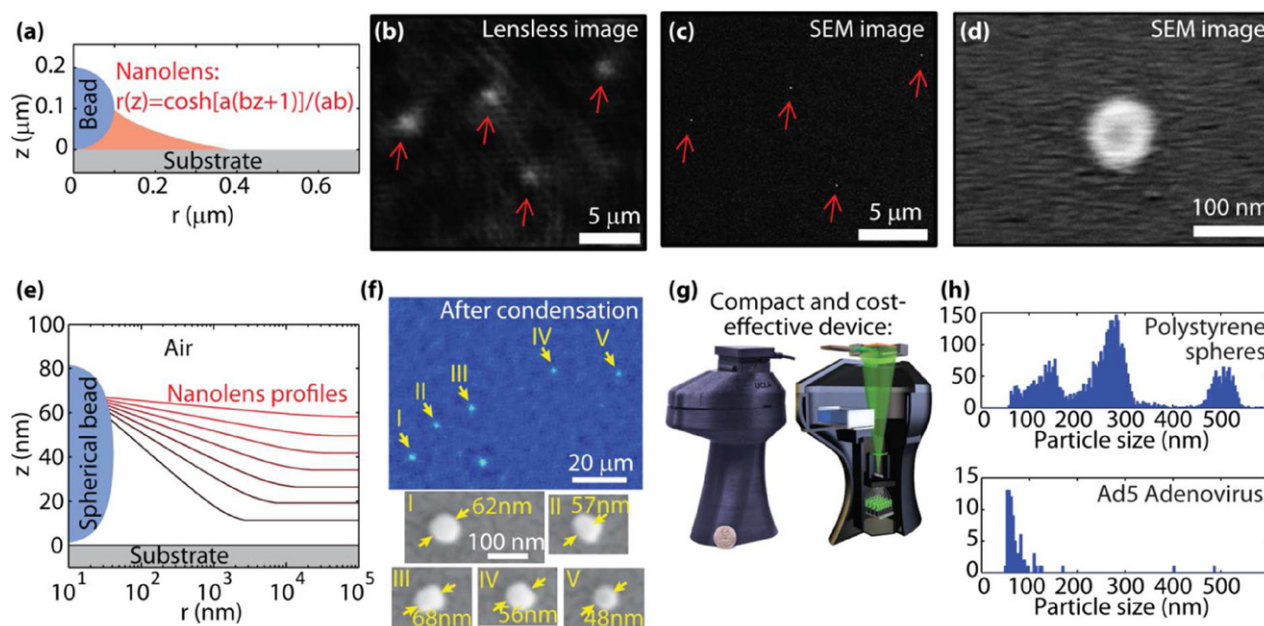 (a)
Nanolens:
r(z)=cosh[a(bz+1)]/(ab)
Bead
Substrate
z (μm)
0.2
0.1
0
0 0.2 0.4 0.6
r (μm)
(b)
Lensless image
5 μm
(c)
SEM image
5 μm
(d)
SEM image
100 nm
(e)
100
80
60
40
20
0
z (nm)
Air
Nanolens profiles
Spherical bead
Substrate
10¹ 10² 10³ 10⁴ 10⁵
r (nm)
(f)
After condensation
IV
V
III
II
I
20 μm
I
62nm
100 nm
II
57nm
III
68nm
IV
56nm
V
48nm
(g)
Compact and cost-
effective device:
UCLA
(h)
150
100
50
0
Polystyrene
spheres
0 100 200 300 400 500
Particle size (nm)
15
10
5
0
Ad5 Adenovirus
0 100 200 300 400 500
Particle size (nm)